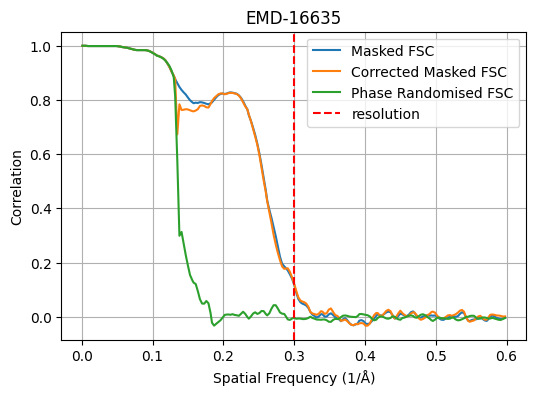 EMD-16635
Masked FSC
Corrected Masked FSC
Phase Randomised FSC
resolution
Correlation
1.0
0.8
0.6
0.4
0.2
0.0
0.0 0.1 0.2 0.3 0.4 0.5 0.6
Spatial Frequency (1/Å)